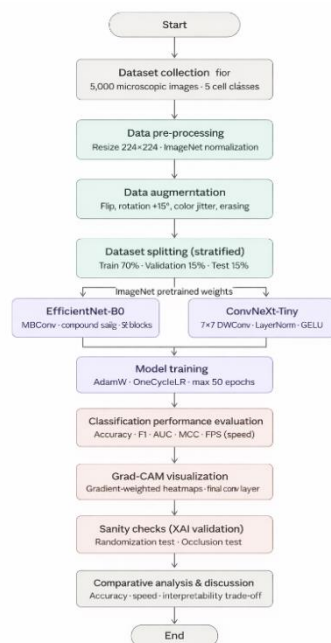 Start
Dataset collection fior
5,000 microscopic images · 5 cell classes
Data pre-processing
Resize 224×224 · ImageNet normalization
Data augmerntation
Flip, rotation +15°, color jitter, erasing
Dataset splitting (stratified)
Train 70% · Validation 15% · Test 15%
ImageNet pretrained weights
EfficientNet-B0
MBConv · compound saig · St blocks
ConvNeXt-Tiny
7×7 DWConv · LayerNorm · GELU
Model training
AdamW · OneCycleLR · max 50 epochs
Classification performance evaluation
Accuracy · F1 · AUC · MCC · FPS (speed)
Grad-CAM visualization
Gradient-weighted heatmaps · final conv layer
Sanity checks (XAI validation)
Randomization test · Occlusion test
Comparative analysis & discussion
Accuracy · speed · interpretability trade-off
End